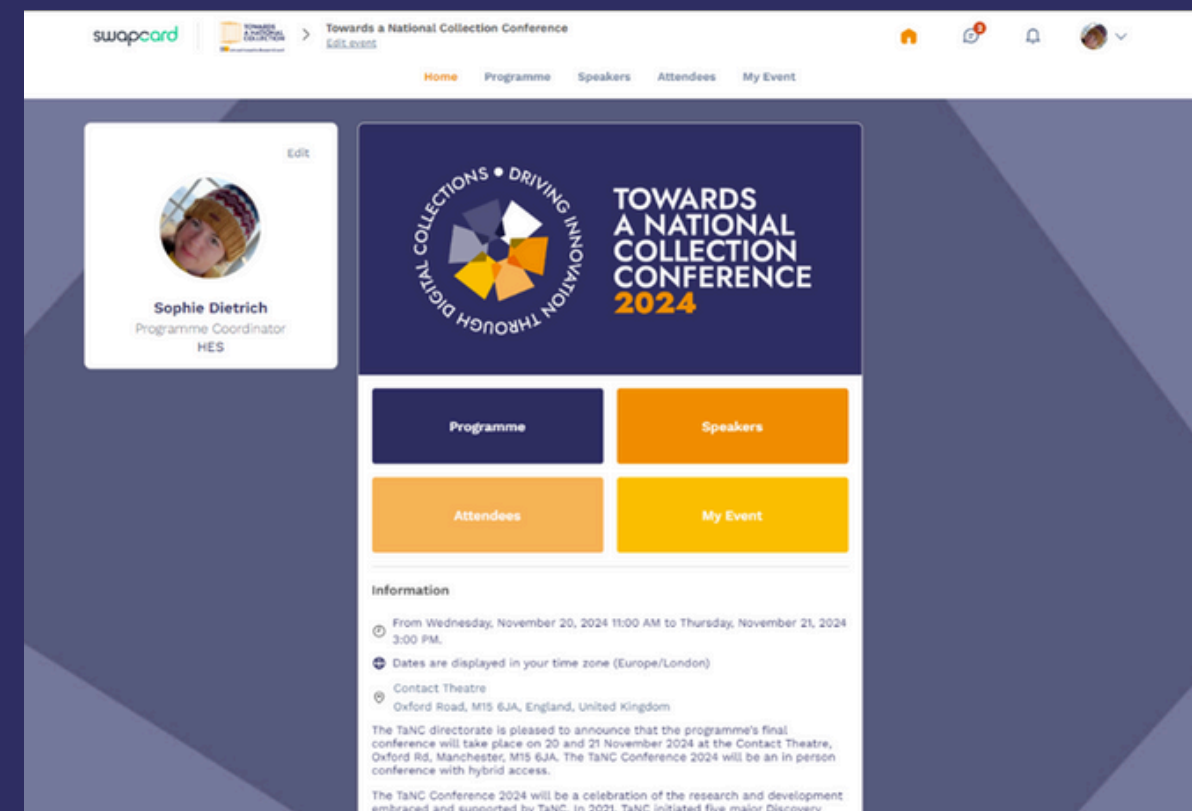 swapcard
TOWARDS
A NATIONAL
COLLECTION
Towards a National Collection Conference
Edit event
Home Programme Speakers Attendees My Event
Edit
Sophie Dietrich
Programme Coordinator
HES
DIGITAL COLLECTIONS • DRIVING INNOVATION THROUGH
TOWARDS
A NATIONAL
COLLECTION
CONFERENCE
2024
Programme
Speakers
Attendees
My Event
Information
From Wednesday, November 20, 2024 11:00 AM to Thursday, November 21, 2024
3:00 PM.
Dates are displayed in your time zone (Europe/London)
Contact Theatre
Oxford Road, M15 6JA, England, United Kingdom
The TaNC directorate is pleased to announce that the programme's final
conference will take place on 20 and 21 November 2024 at the Contact Theatre,
Oxford Rd, Manchester, M15 6JA. The TaNC Conference 2024 will be an in person
conference with hybrid access.
The TaNC Conference 2024 will be a celebration of the research and development
embraced and supported by TaNC. In 2021, TaNC initiated five major Discovery